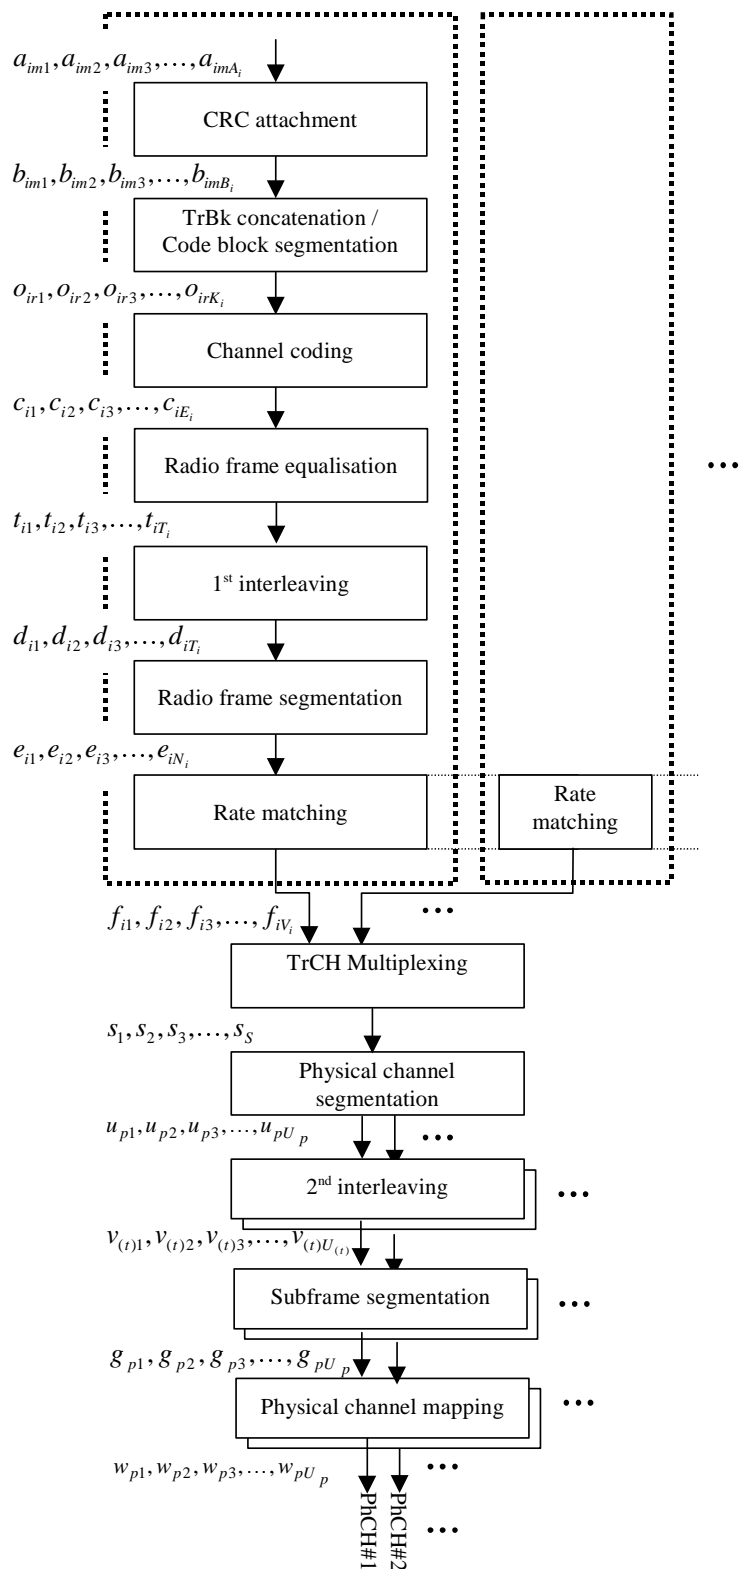 a_{im1}, a_{im2}, a_{im3}, …, a_{imA_i}
CRC attachment
b_{im1}, b_{im2}, b_{im3}, …, b_{imB_i}
TrBk concatenation /
Code block segmentation
o_{ir1}, o_{ir2}, o_{ir3}, …, o_{irK_i}
Channel coding
c_{i1}, c_{i2}, c_{i3}, …, c_{iE_i}
Radio frame equalisation
…
t_{i1}, t_{i2}, t_{i3}, …, t_{iT_i}
1st interleaving
d_{i1}, d_{i2}, d_{i3}, …, d_{iT_i}
Radio frame segmentation
e_{i1}, e_{i2}, e_{i3}, …, e_{iN_i}
Rate matching
Rate
matching
f_{i1}, f_{i2}, f_{i3}, …, f_{iV_i}
…
TrCH Multiplexing
s_1, s_2, s_3, …, s_S
Physical channel
segmentation
u_{p1}, u_{p2}, u_{p3}, …, u_{pU_p}
…
2nd interleaving
…
v_{(t)1}, v_{(t)2}, v_{(t)3}, …, v_{(t)U_{(t)}}
Subframe segmentation
…
g_{p1}, g_{p2}, g_{p3}, …, g_{pU_p}
Physical channel mapping
…
w_{p1}, w_{p2}, w_{p3}, …, w_{pU_p}
…
PhCH#1
PhCH#2
…